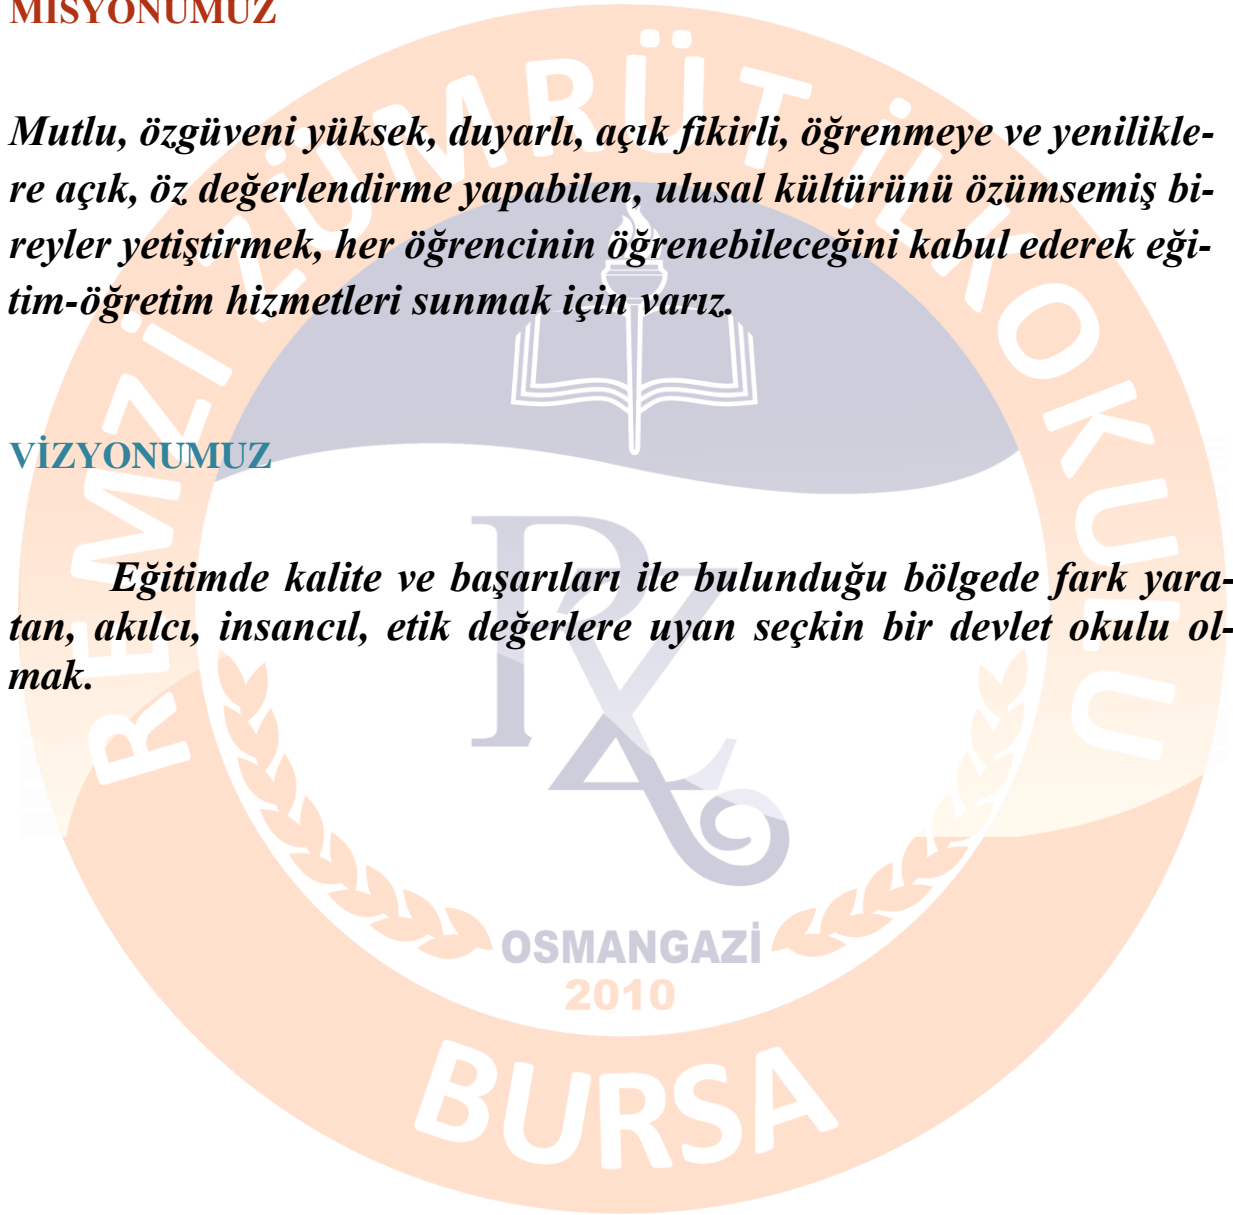 MİSYONUMUZ
Mutlu, özgüveni yüksek, duyarlı, açık fikirli, öğrenmeye ve yenilikle-
re açık, öz değerlendirme yapabilen, ulusal kültürünü özümsemiş bi-
reyler yetiştirmek, her öğrencinin öğrenebileceğini kabul ederek eği-
tim-öğretim hizmetleri sunmak için varız.
VİZYONUMUZ
Eğitimde kalite ve başarıları ile bulunduğu bölgede fark yara-
tan, akılcı, insancıl, etik değerlere uyan seçkin bir devlet okulu ol-
mak.
REMZİ ZÜMRÜT İLKOKULU
RZ
OSMANGAZİ
2010
BURSA